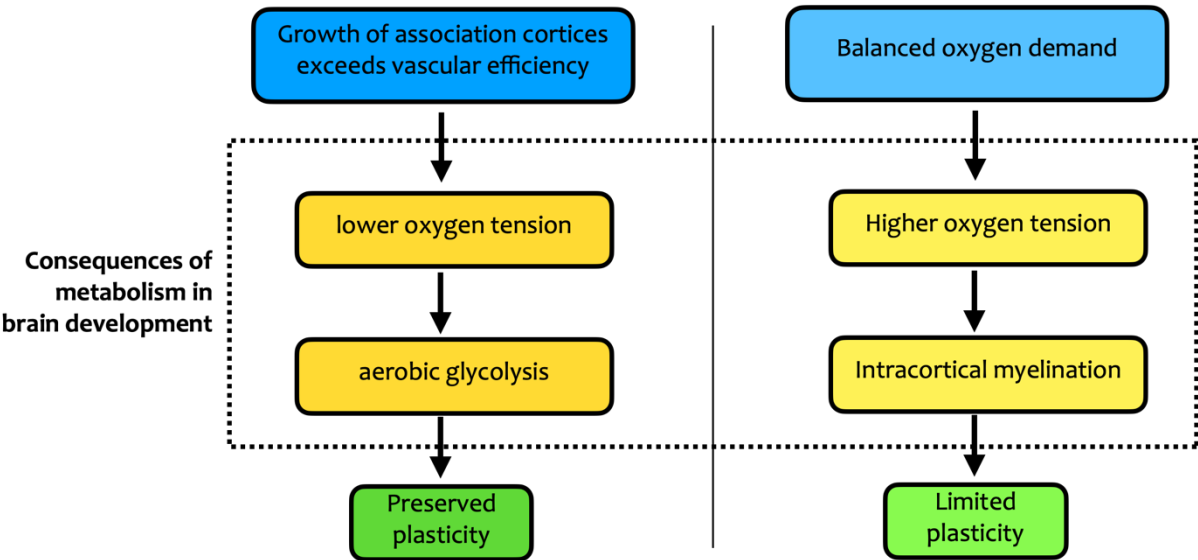 Growth of association cortices
exceeds vascular efficiency
Balanced oxygen demand
lower oxygen tension
Higher oxygen tension
Consequences of
metabolism in
brain development
aerobic glycolysis
Intracortical myelination
Preserved
plasticity
Limited
plasticity